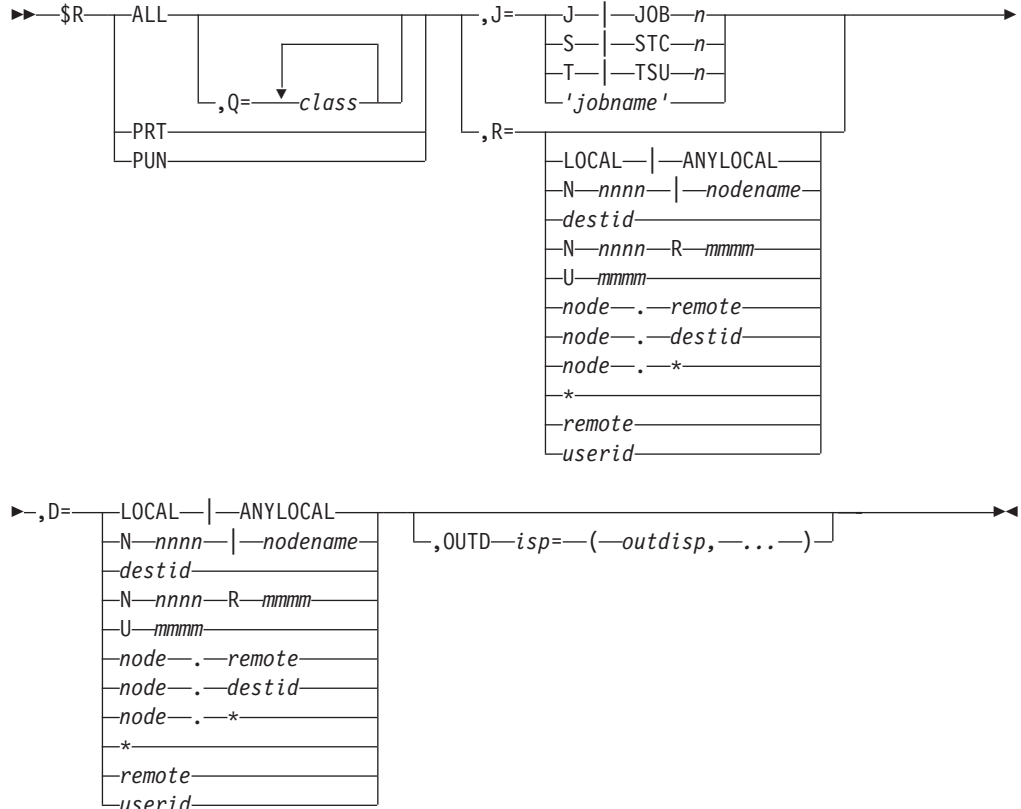 ►►—$R—ALL—,J=—J—|—JOB—n—►
S—|—STC—n
T—|—TSU—n
,Q=—class—'jobname'
PRT—,R=
PUN—LOCAL—|—ANYLOCAL
N—nnnn—|—nodename
destid
N—nnnn—R—mmmm
U—mmmm
node—.—remote
node—.—destid
node—.—*
*
remote
userid
►—,D=—LOCAL—|—ANYLOCAL—,OUTD—isp=—(—outdisp,—...—)—►◄
N—nnnn—|—nodename
destid
N—nnnn—R—mmmm
U—mmmm
node—.—remote
node—.—destid
node—.—*
*
remote
userid